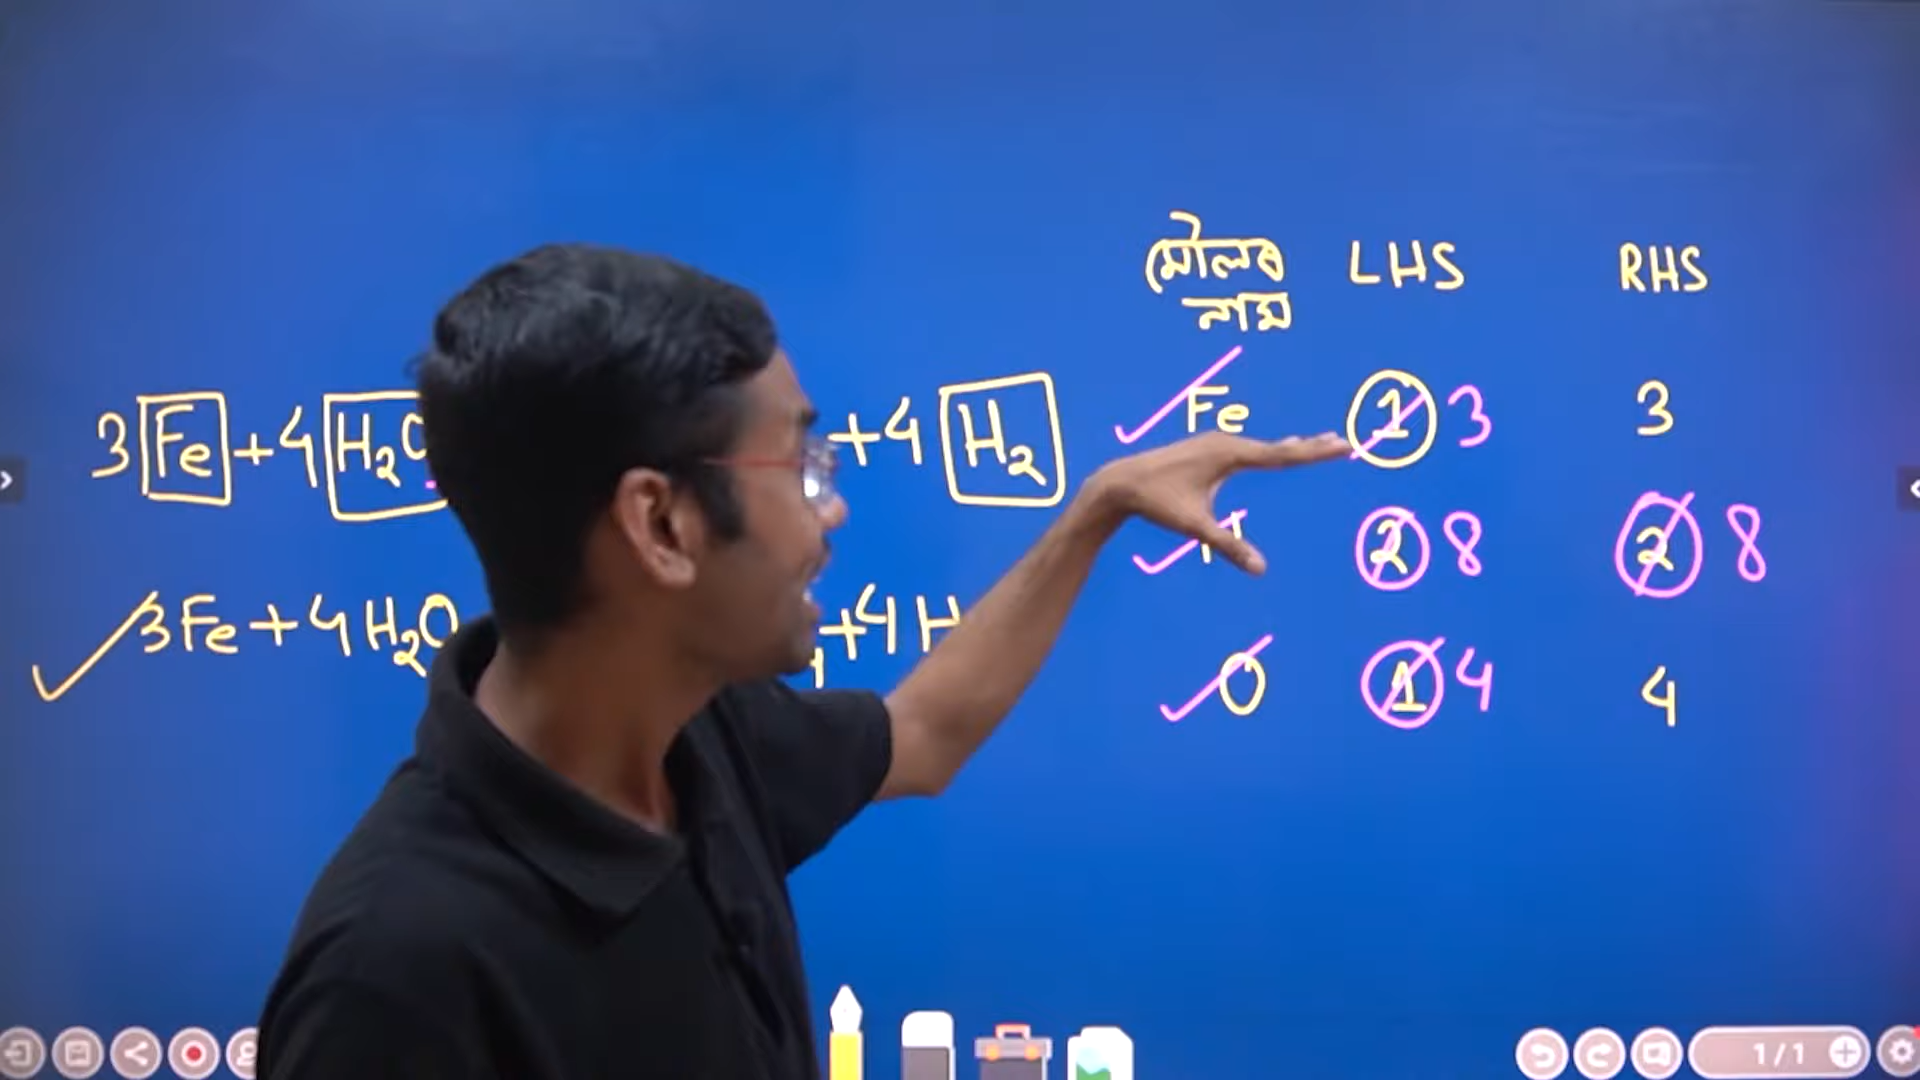 মৌলৰ নাম LHS RHS
3 Fe + 4 H₂O + 4 H₂
Fe 1 3 3
H 2 8 2 8
3Fe + 4H₂O 4 + 4 H
O 1 4 4
1/1